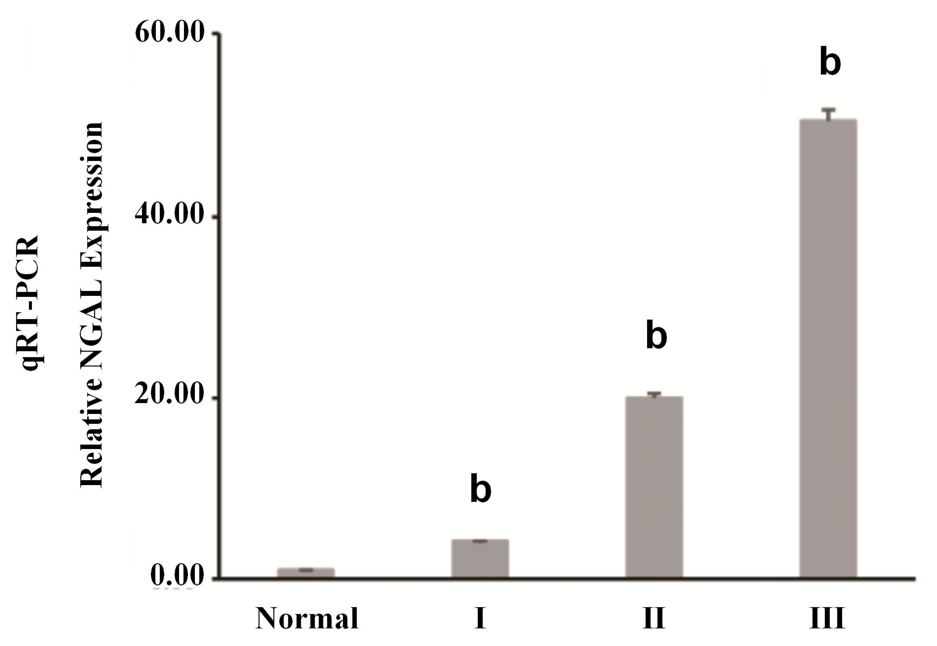 qRT-PCR
Relative NGAL Expression
60.00
40.00
20.00
0.00
b
b
b
Normal I II III